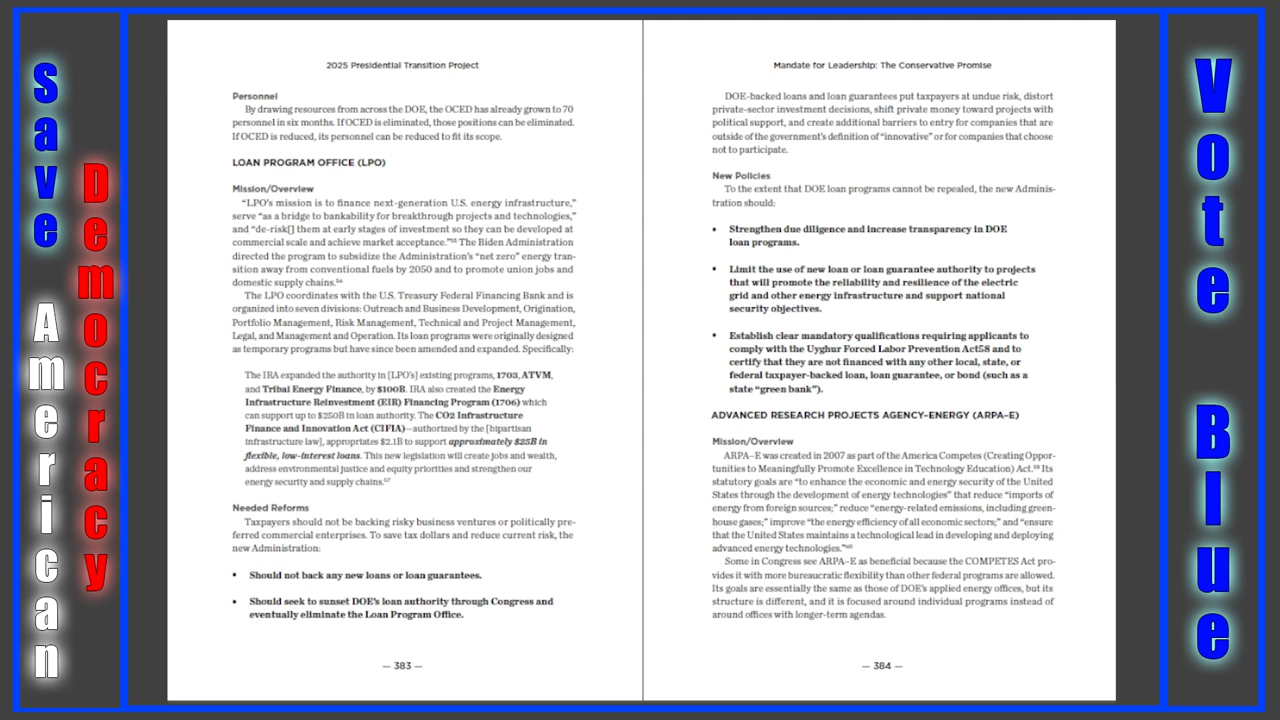 save
American
Democracy
2025 Presidential Transition Project
Personnel
By drawing resources from across the DOE, the OCED has already grown to 70
personnel in six months. If OCED is eliminated, those positions can be eliminated.
If OCED is reduced, its personnel can be reduced to fit its scope.
LOAN PROGRAM OFFICE (LPO)
Mission/Overview
“LPO’s mission is to finance next-generation U.S. energy infrastructure,”
serve “as a bridge to bankability for breakthrough projects and technologies,”
and “de-risk[] them at early stages of investment so they can be developed at
commercial scale and achieve market acceptance.”⁵⁵ The Biden Administration
directed the program to subsidize the Administration’s “net zero” energy tran-
sition away from conventional fuels by 2050 and to promote union jobs and
domestic supply chains.⁵⁶
The LPO coordinates with the U.S. Treasury Federal Financing Bank and is
organized into seven divisions: Outreach and Business Development, Origination,
Portfolio Management, Risk Management, Technical and Project Management,
Legal, and Management and Operation. Its loan programs were originally designed
as temporary programs but have since been amended and expanded. Specifically:
The IRA expanded the authority in [LPO’s] existing programs, 1703, ATVM,
and Tribal Energy Finance, by $100B. IRA also created the Energy
Infrastructure Reinvestment (EIR) Financing Program (1706) which
can support up to $250B in loan authority. The CO2 Infrastructure
Finance and Innovation Act (CIFIA)—authorized by the [bipartisan
infrastructure law], appropriates $2.1B to support approximately $25B in
flexible, low-interest loans. This new legislation will create jobs and wealth,
address environmental justice and equity priorities and strengthen our
energy security and supply chains.⁵⁷
Needed Reforms
Taxpayers should not be backing risky business ventures or politically pre-
ferred commercial enterprises. To save tax dollars and reduce current risk, the
new Administration:
• Should not back any new loans or loan guarantees.
• Should seek to sunset DOE’s loan authority through Congress and
eventually eliminate the Loan Program Office.
— 383 —
Mandate for Leadership: The Conservative Promise
DOE-backed loans and loan guarantees put taxpayers at undue risk, distort
private-sector investment decisions, shift private money toward projects with
political support, and create additional barriers to entry for companies that are
outside of the government’s definition of “innovative” or for companies that choose
not to participate.
New Policies
To the extent that DOE loan programs cannot be repealed, the new Adminis-
tration should:
• Strengthen due diligence and increase transparency in DOE
loan programs.
• Limit the use of new loan or loan guarantee authority to projects
that will promote the reliability and resilience of the electric
grid and other energy infrastructure and support national
security objectives.
• Establish clear mandatory qualifications requiring applicants to
comply with the Uyghur Forced Labor Prevention Act58 and to
certify that they are not financed with any other local, state, or
federal taxpayer-backed loan, loan guarantee, or bond (such as a
state “green bank”).
ADVANCED RESEARCH PROJECTS AGENCY–ENERGY (ARPA–E)
Mission/Overview
ARPA–E was created in 2007 as part of the America Competes (Creating Oppor-
tunities to Meaningfully Promote Excellence in Technology Education) Act.⁵⁹ Its
statutory goals are “to enhance the economic and energy security of the United
States through the development of energy technologies” that reduce “imports of
energy from foreign sources;” reduce “energy-related emissions, including green-
house gases;” improve “the energy efficiency of all economic sectors;” and “ensure
that the United States maintains a technological lead in developing and deploying
advanced energy technologies.”⁶⁰
Some in Congress see ARPA–E as beneficial because the COMPETES Act pro-
vides it with more bureaucratic flexibility than other federal programs are allowed.
Its goals are essentially the same as those of DOE’s applied energy offices, but its
structure is different, and it is focused around individual programs instead of
around offices with longer-term agendas.
— 384 —
Vote
Blue